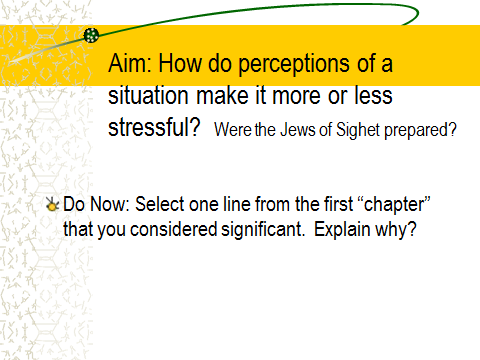 Aim: How do perceptions of a
situation make it more or less
stressful? Were the Jews of Sighet prepared?
Do Now: Select one line from the first “chapter”
that you considered significant. Explain why?